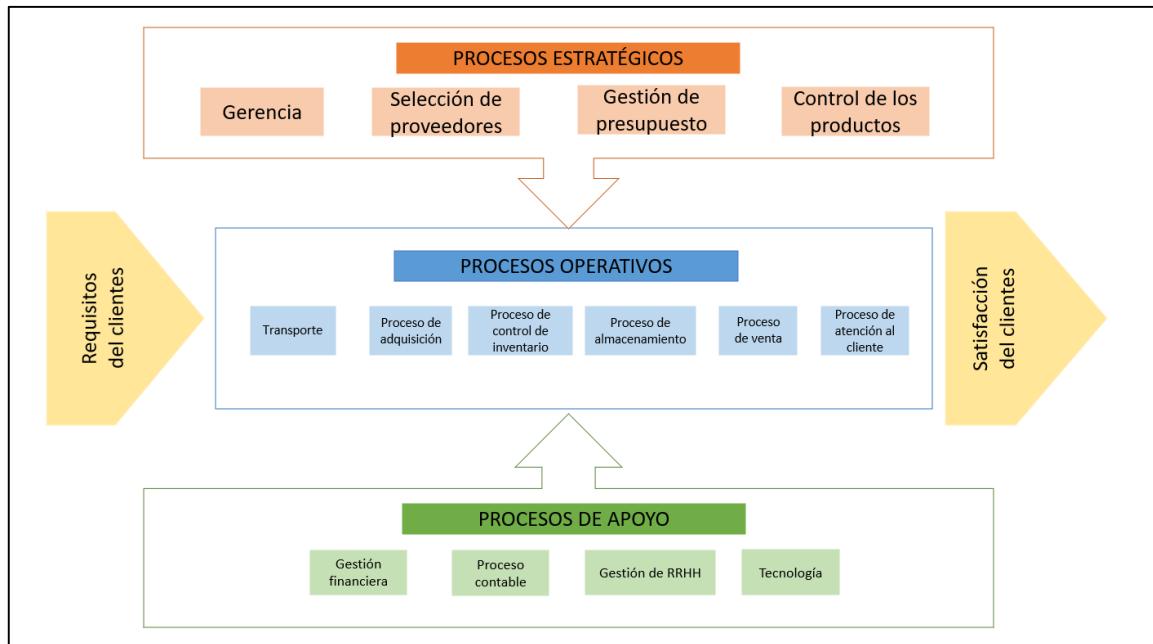 PROCESOS ESTRATÉGICOS
Gerencia
Selección de
proveedores
Gestión de
presupuesto
Control de los
productos
Requisitos
del clientes
PROCESOS OPERATIVOS
Transporte
Proceso de
adquisición
Proceso de
control de
inventario
Proceso de
almacenamiento
Proceso
de venta
Proceso de
atención al
cliente
Satisfacción
del clientes
PROCESOS DE APOYO
Gestión
financiera
Proceso
contable
Gestión de RRHH
Tecnología